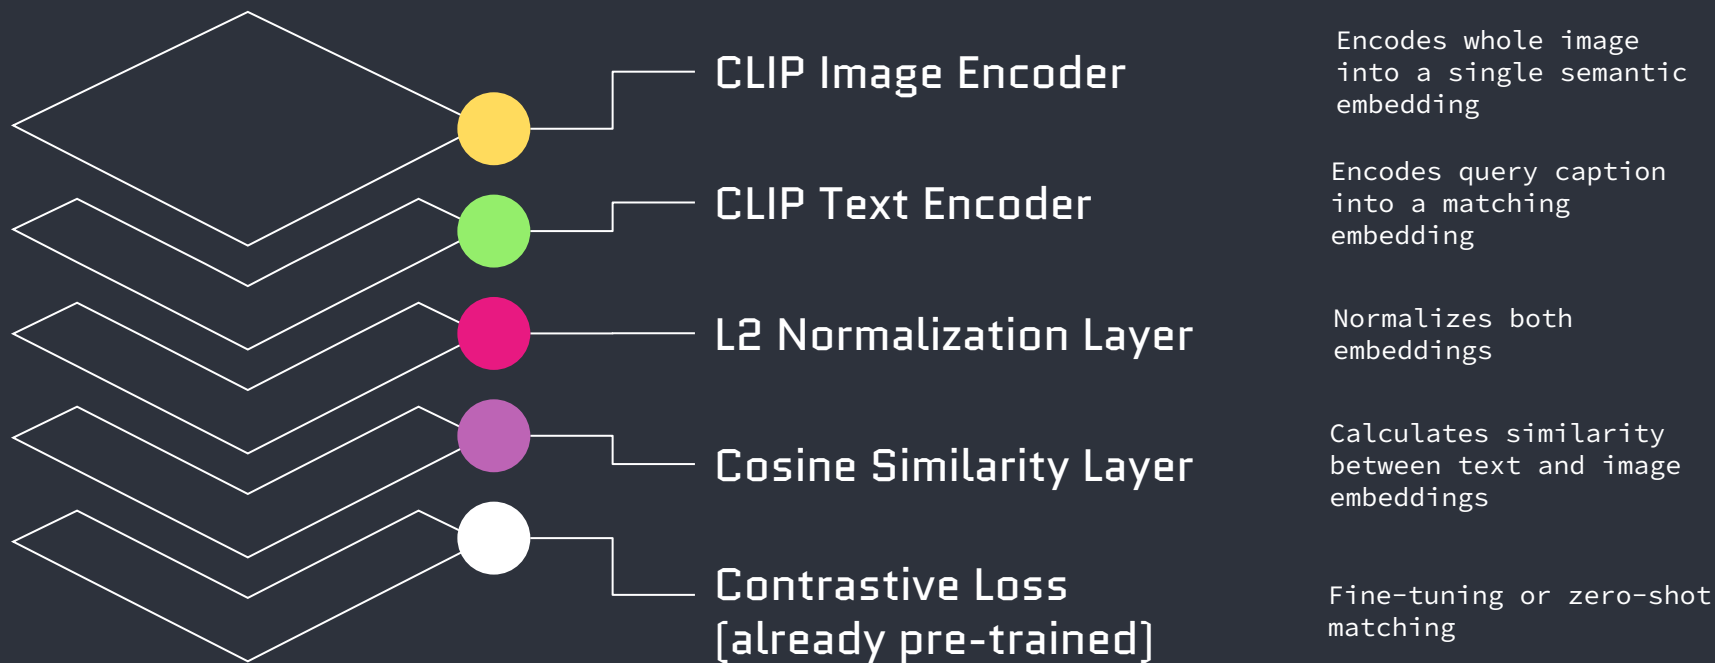 CLIP Image Encoder
Encodes whole image
into a single semantic
embedding
CLIP Text Encoder
Encodes query caption
into a matching
embedding
L2 Normalization Layer
Normalizes both
embeddings
Cosine Similarity Layer
Calculates similarity
between text and image
embeddings
Contrastive Loss
(already pre-trained)
Fine-tuning or zero-shot
matching